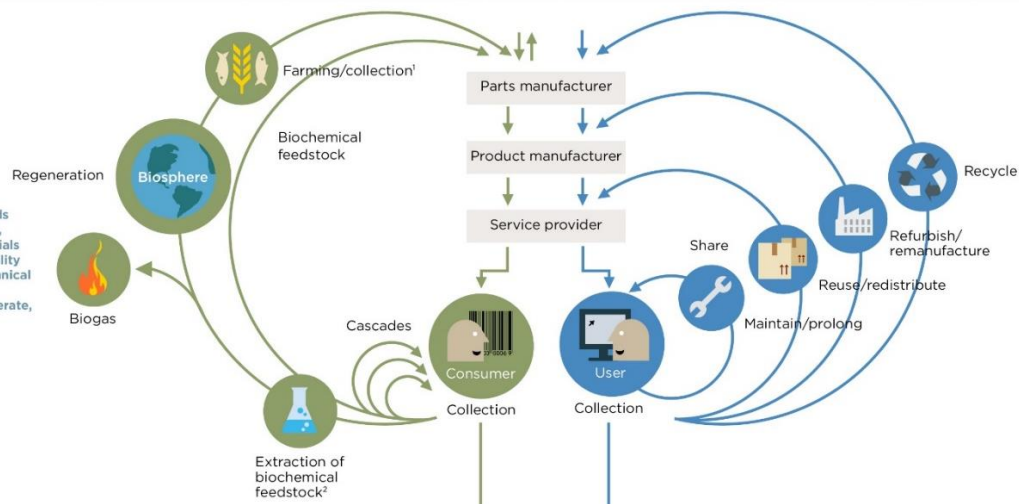 Farming/collection¹
Parts manufacturer
Biochemical
feedstock
Product manufacturer
Regeneration
Biosphere
Recycle
Service provider
Share
Refurbish/
remanufacture
Reuse/redistribute
Biogas
Cascades
Maintain/prolong
Consumer
User
Collection
Collection
Extraction of
biochemical
feedstock²